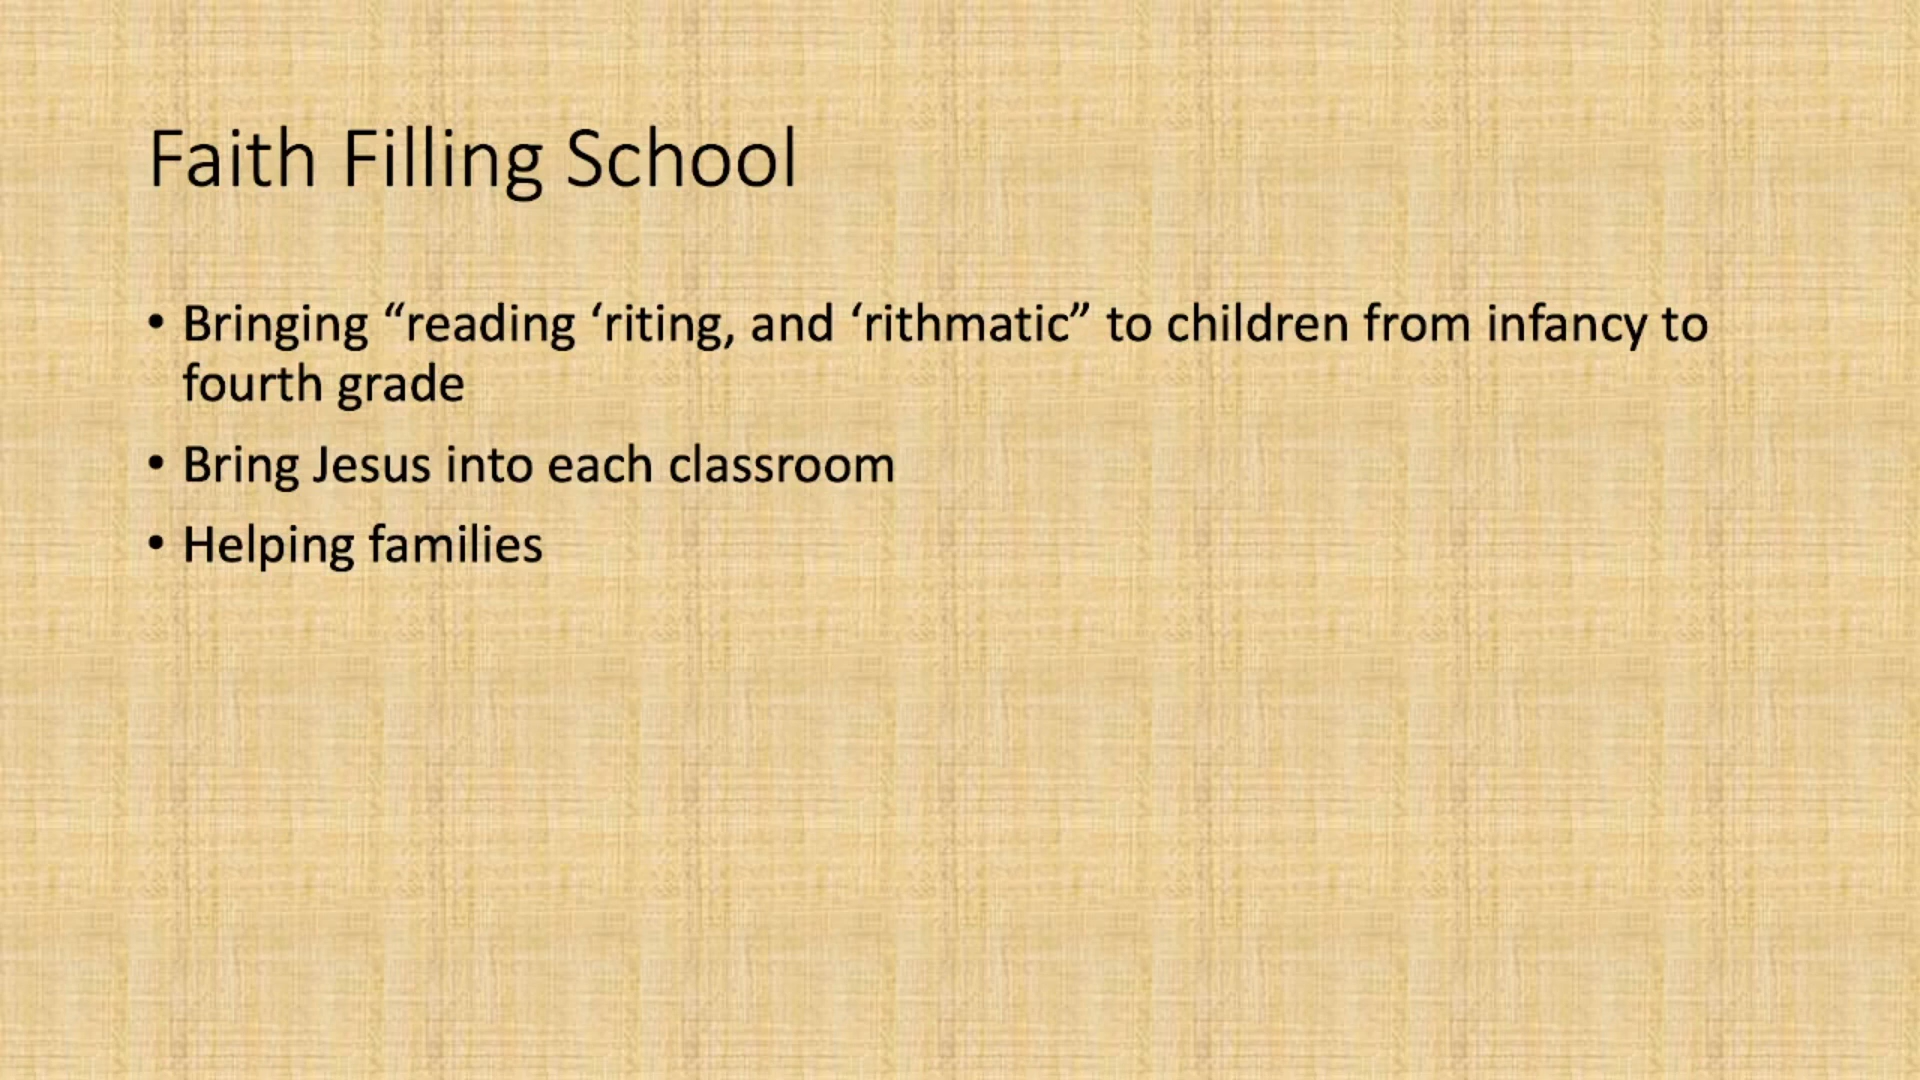 Faith Filling School
• Bringing “reading ‘riting, and ‘rithmatic” to children from infancy to
fourth grade
• Bring Jesus into each classroom
• Helping families